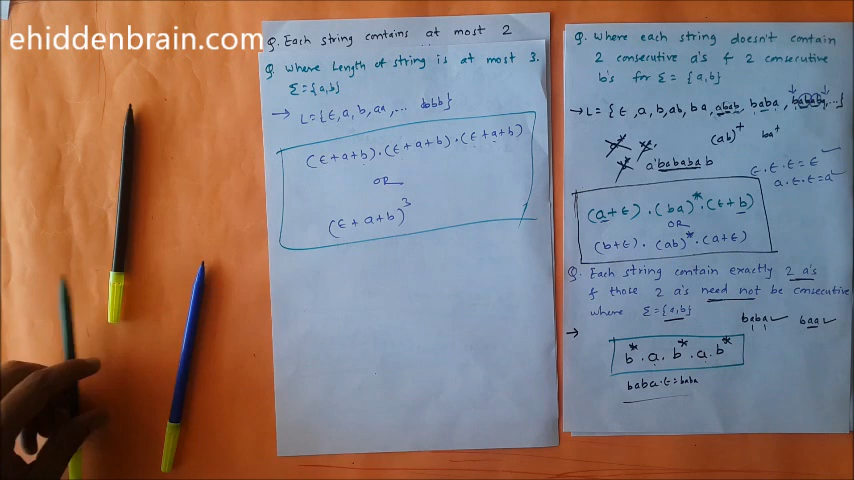 ehiddenbrain.com
Q. Each string contains at most 2
Q. Where Length of string is at most 3.
Σ={a,b}
→ L={ε,a,b,aa,... bbb}
(ε+a+b).(ε+a+b).(ε+a+b)
OR
(ε+a+b)³
Q. Where each string doesn't contain
2 consecutive a's & 2 consecutive
b's for Σ = {a,b}
→ L = {ε, a, b, ab, ba, abab, baba, babab,...}
(ab)⁺ ba⁺
a bababa b
ε.ε.ε=ε
a.ε.ε=a
(a+ε).(ba)*.(ε+b)
OR
(b+ε).(ab)*.(a+ε)
Q. Each string contain exactly 2 a's
& those 2 a's need not be consecutive
where Σ={a,b}
baba ✓ baa ✓
→
b*.a.b*.a.b*
baba.ε=baba